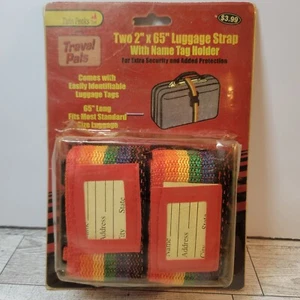 $3.99
Two 2" x 65" Luggage Strap
With Name Tag Holder
For Extra Security and Added Protection
Travel
Pals
Comes with
Easily Identifiable
Luggage Tags
65" Long
Fits Most Standard
Size Luggage
Name
Address
City State
Name
Address
City State